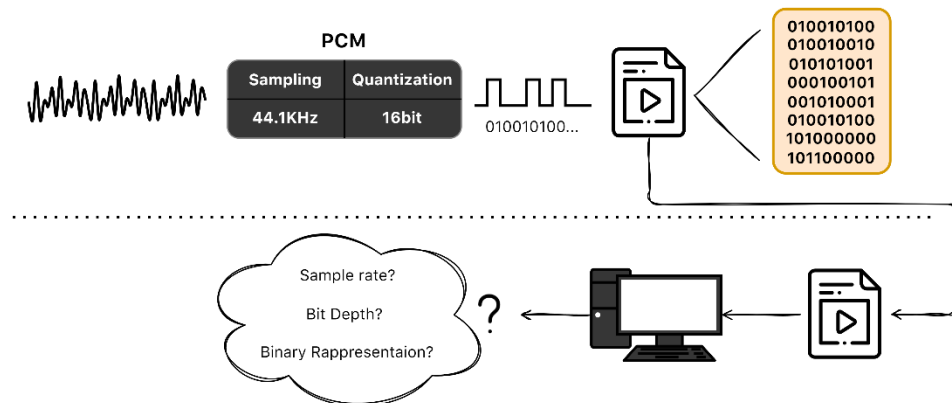 PCM
Sampling Quantization
44.1KHz 16bit
010010100...
010010100
010010010
010101001
000100101
001010001
010010100
101000000
101100000
Sample rate?
Bit Depth?
Binary Rappresentaion?
?